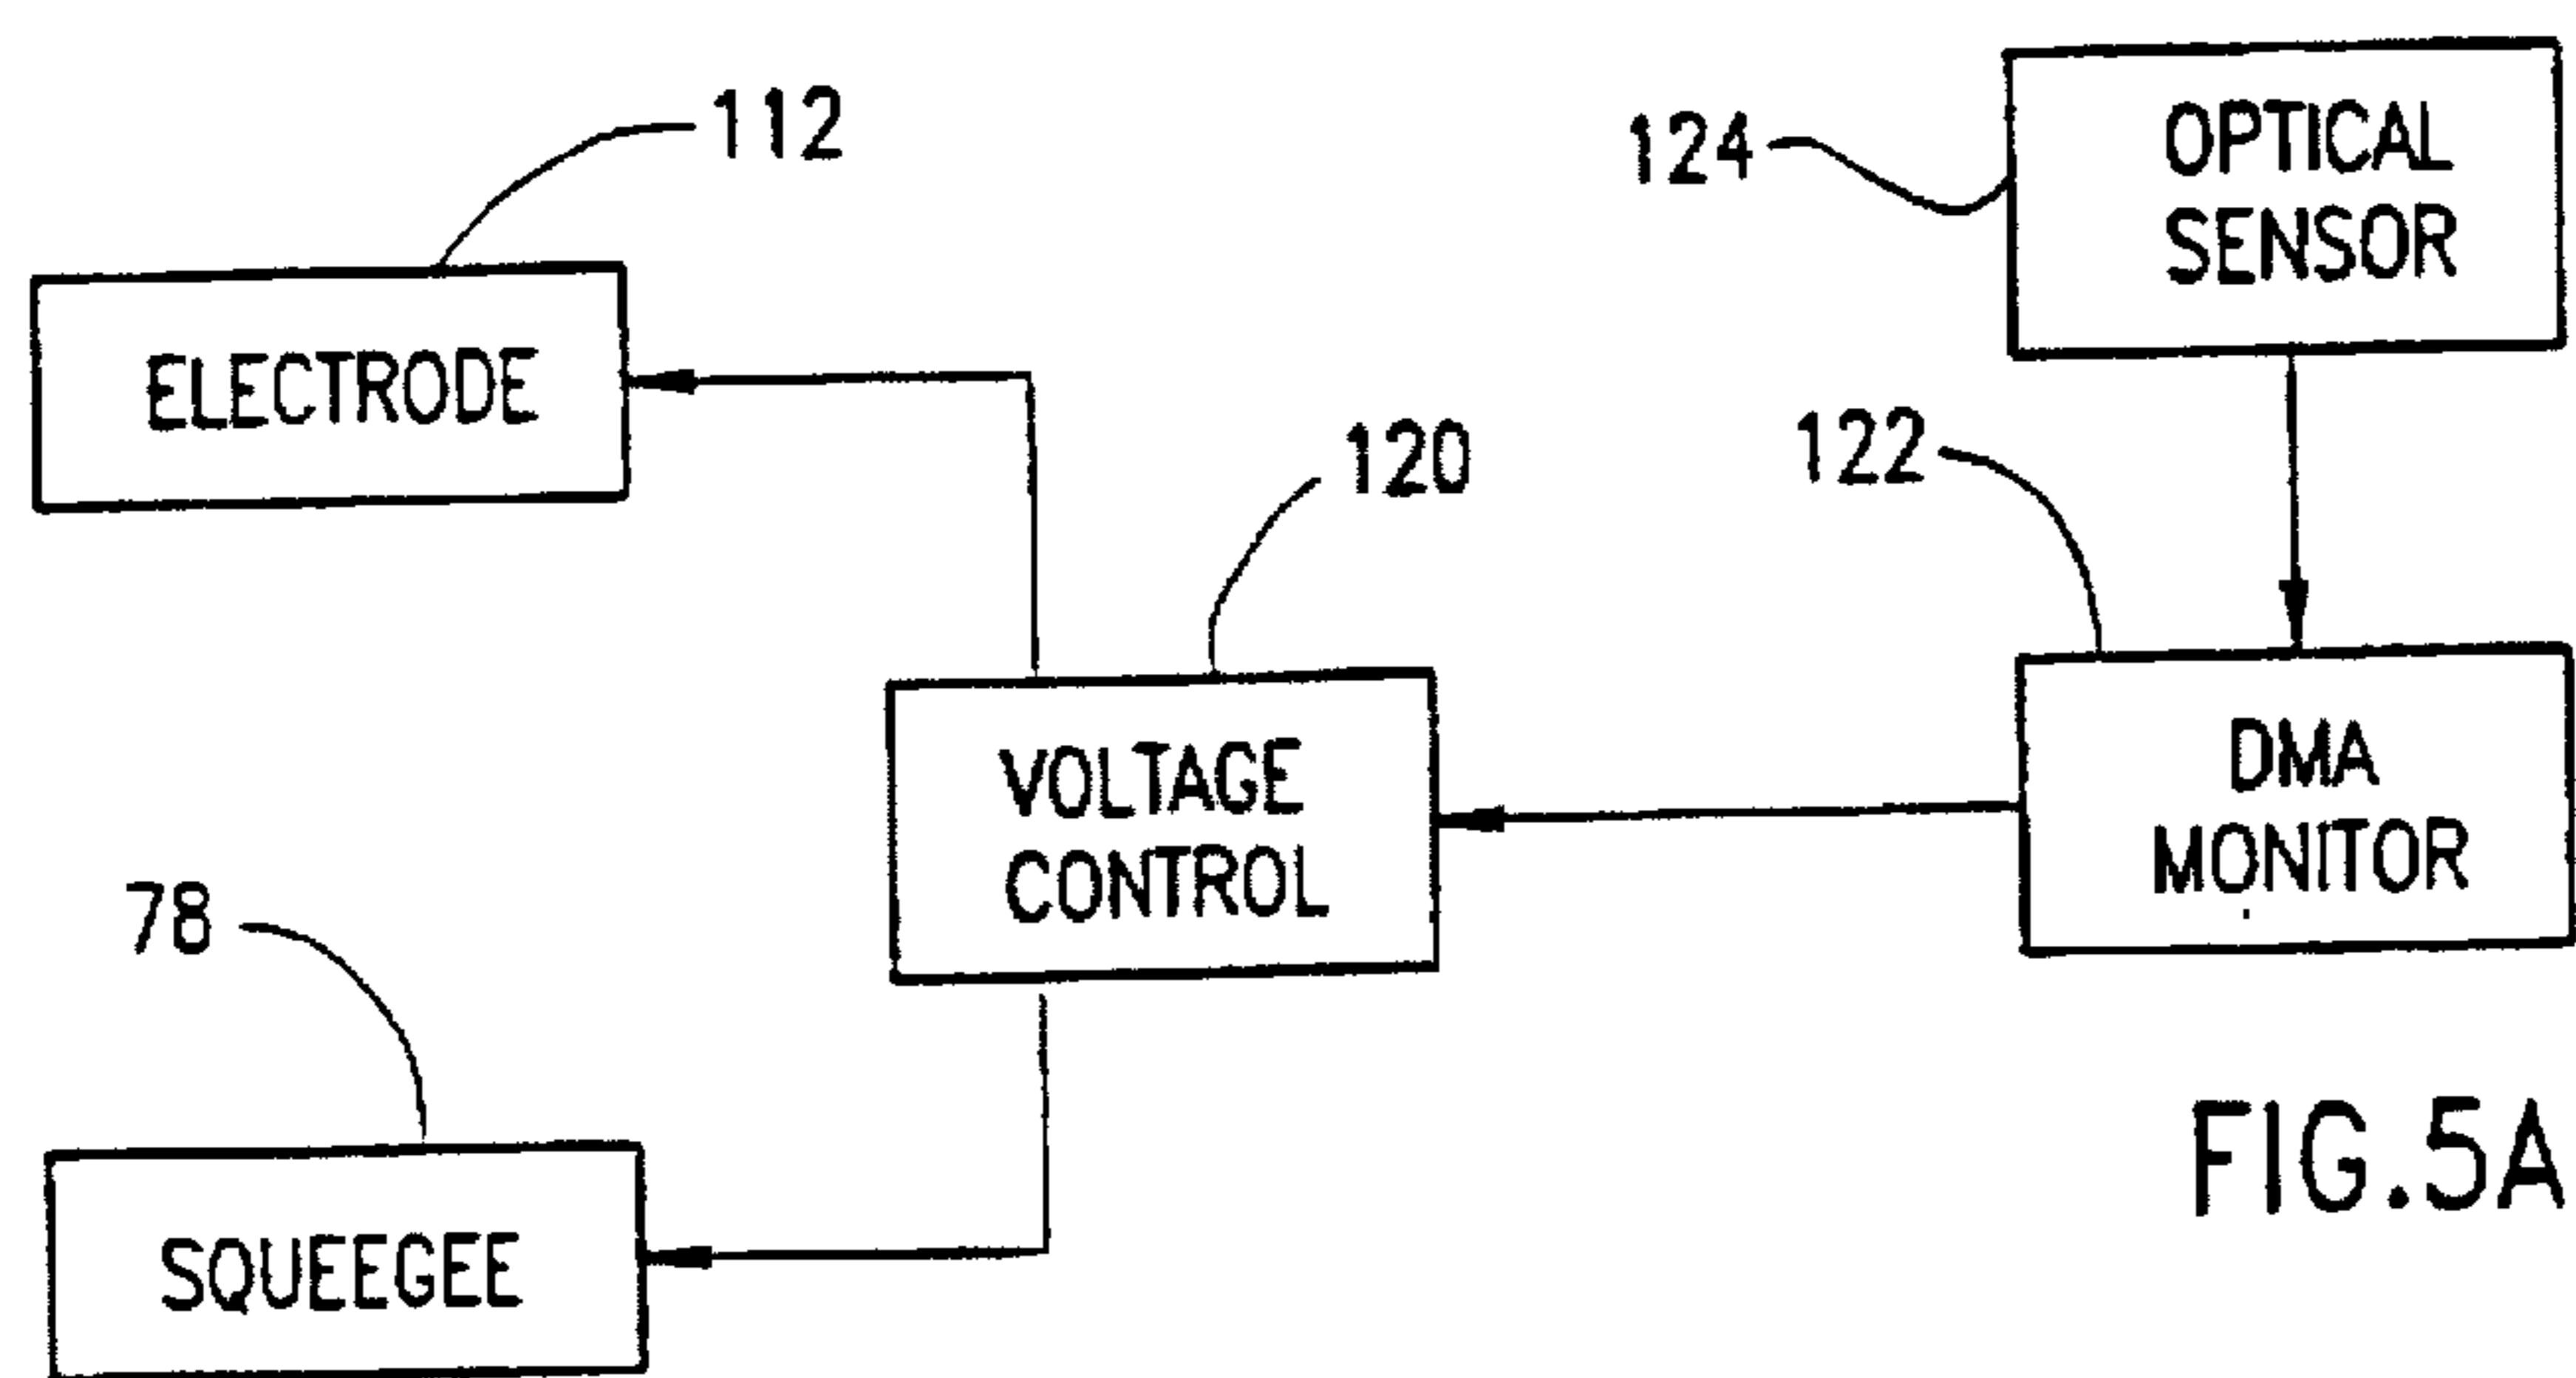 112
ELECTRODE
124
OPTICAL
SENSOR
120
122
VOLTAGE
CONTROL
DMA
MONITOR
78
SQUEEGEE
FIG.5A